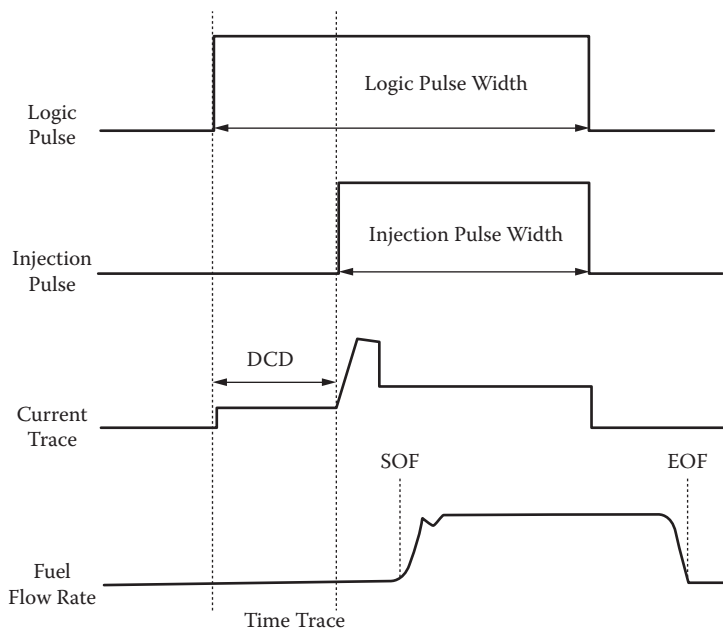 Logic Pulse Width
Logic
Pulse
Injection Pulse Width
Injection
Pulse
DCD
Current
Trace
SOF
EOF
Fuel
Flow Rate
Time Trace